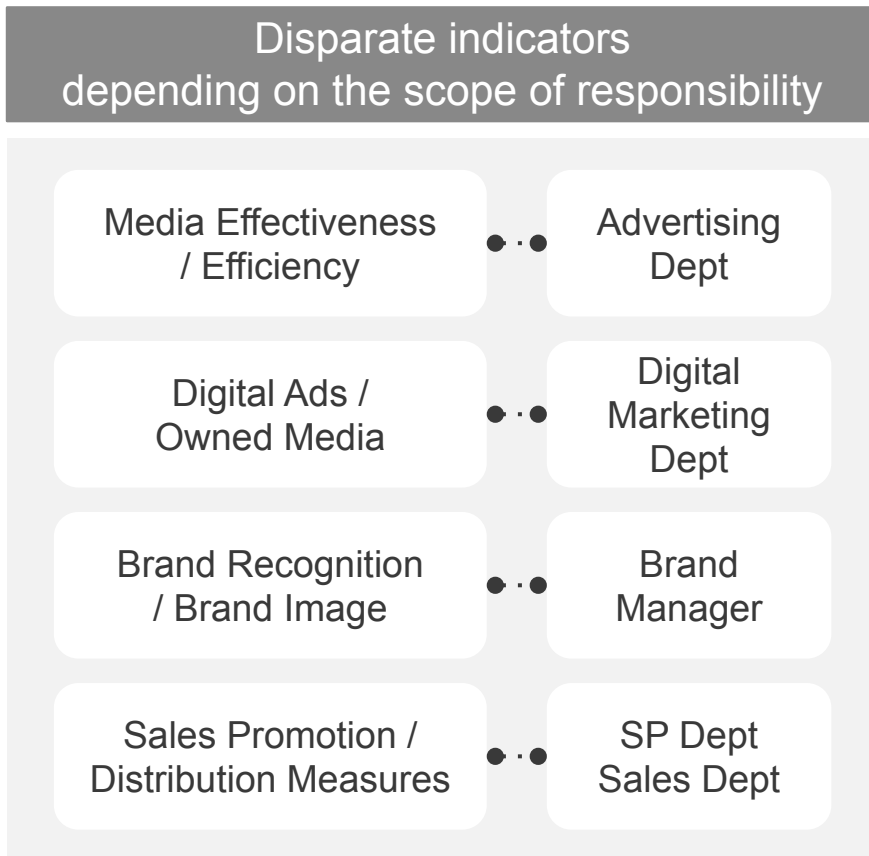 Disparate indicators
depending on the scope of responsibility
Media Effectiveness
/ Efficiency
Advertising
Dept
Digital Ads /
Owned Media
Digital
Marketing
Dept
Brand Recognition
/ Brand Image
Brand
Manager
Sales Promotion /
Distribution Measures
SP Dept
Sales Dept